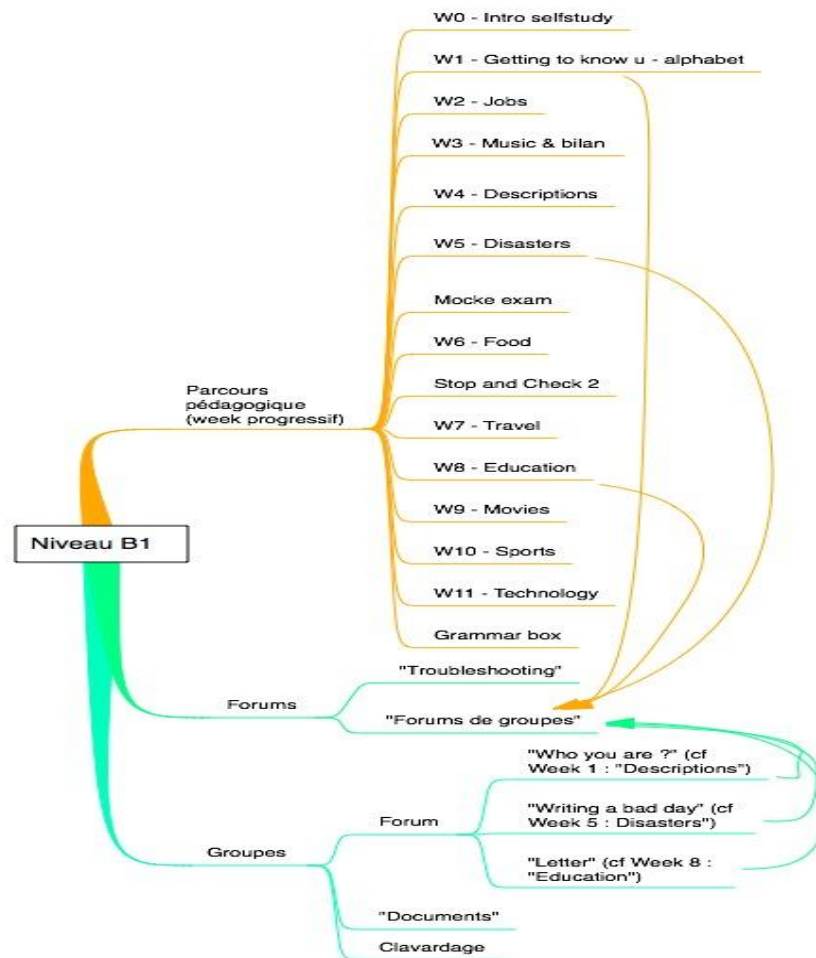 W0 - Intro selfstudy
W1 - Getting to know u - alphabet
W2 - Jobs
W3 - Music & bilan
W4 - Descriptions
W5 - Disasters
Mocke exam
W6 - Food
Stop and Check 2
Parcours
pédagogique
(week progressif)
W7 - Travel
W8 - Education
W9 - Movies
Niveau B1
W10 - Sports
W11 - Technology
Grammar box
"Troubleshooting"
Forums
"Forums de groupes"
"Who you are ?" (cf
Week 1 : "Descriptions")
"Writing a bad day" (cf
Week 5 : Disasters")
Forum
Groupes
"Letter" (cf Week 8 :
"Education")
"Documents"
Clavardage